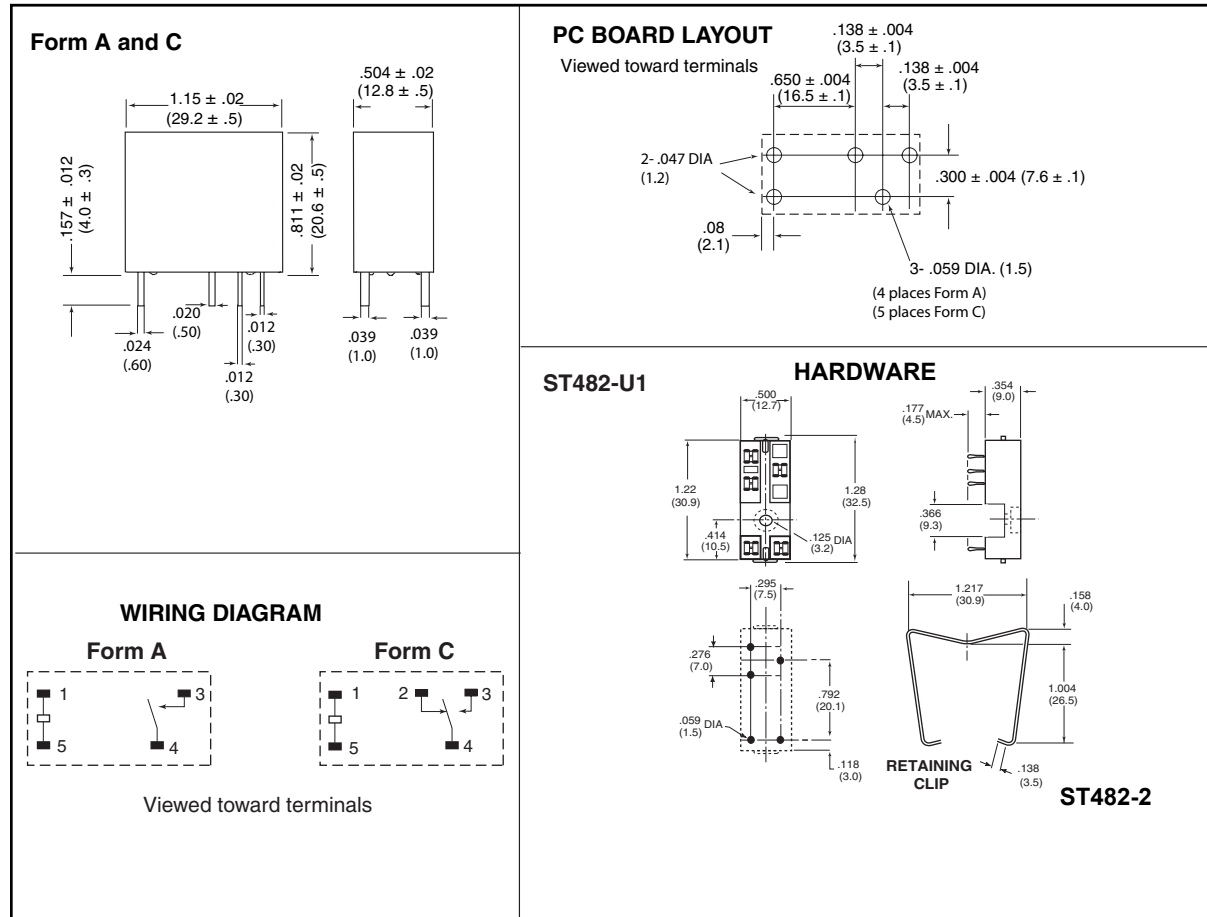 Form A and C
1.15 ± .02
(29.2 ± .5)
.504 ± .02
(12.8 ± .5)
.157 ± .012
(4.0 ± .3)
.811 ± .02
(20.6 ± .5)
.024
(.60)
.020
(.50)
.012
(.30)
.012
(.30)
.039
(1.0)
.039
(1.0)
PC BOARD LAYOUT
Viewed toward terminals
.138 ± .004
(3.5 ± .1)
.650 ± .004
(16.5 ± .1)
.138 ± .004
(3.5 ± .1)
2- .047 DIA
(1.2)
.300 ± .004 (7.6 ± .1)
.08
(2.1)
3- .059 DIA. (1.5)
(4 places Form A)
(5 places Form C)
WIRING DIAGRAM
Form A
1
3
5
4
Form C
1
2
3
5
4
Viewed toward terminals
HARDWARE
ST482-U1
.500
(12.7)
.354
(9.0)
.177
(4.5) MAX.
1.22
(30.9)
1.28
(32.5)
.414
(10.5)
.125 DIA
(3.2)
.366
(9.3)
.295
(7.5)
.276
(7.0)
.792
(20.1)
.059 DIA
(1.5)
.118
(3.0)
1.217
(30.9)
.158
(4.0)
1.004
(26.5)
RETAINING
CLIP
.138
(3.5)
ST482-2